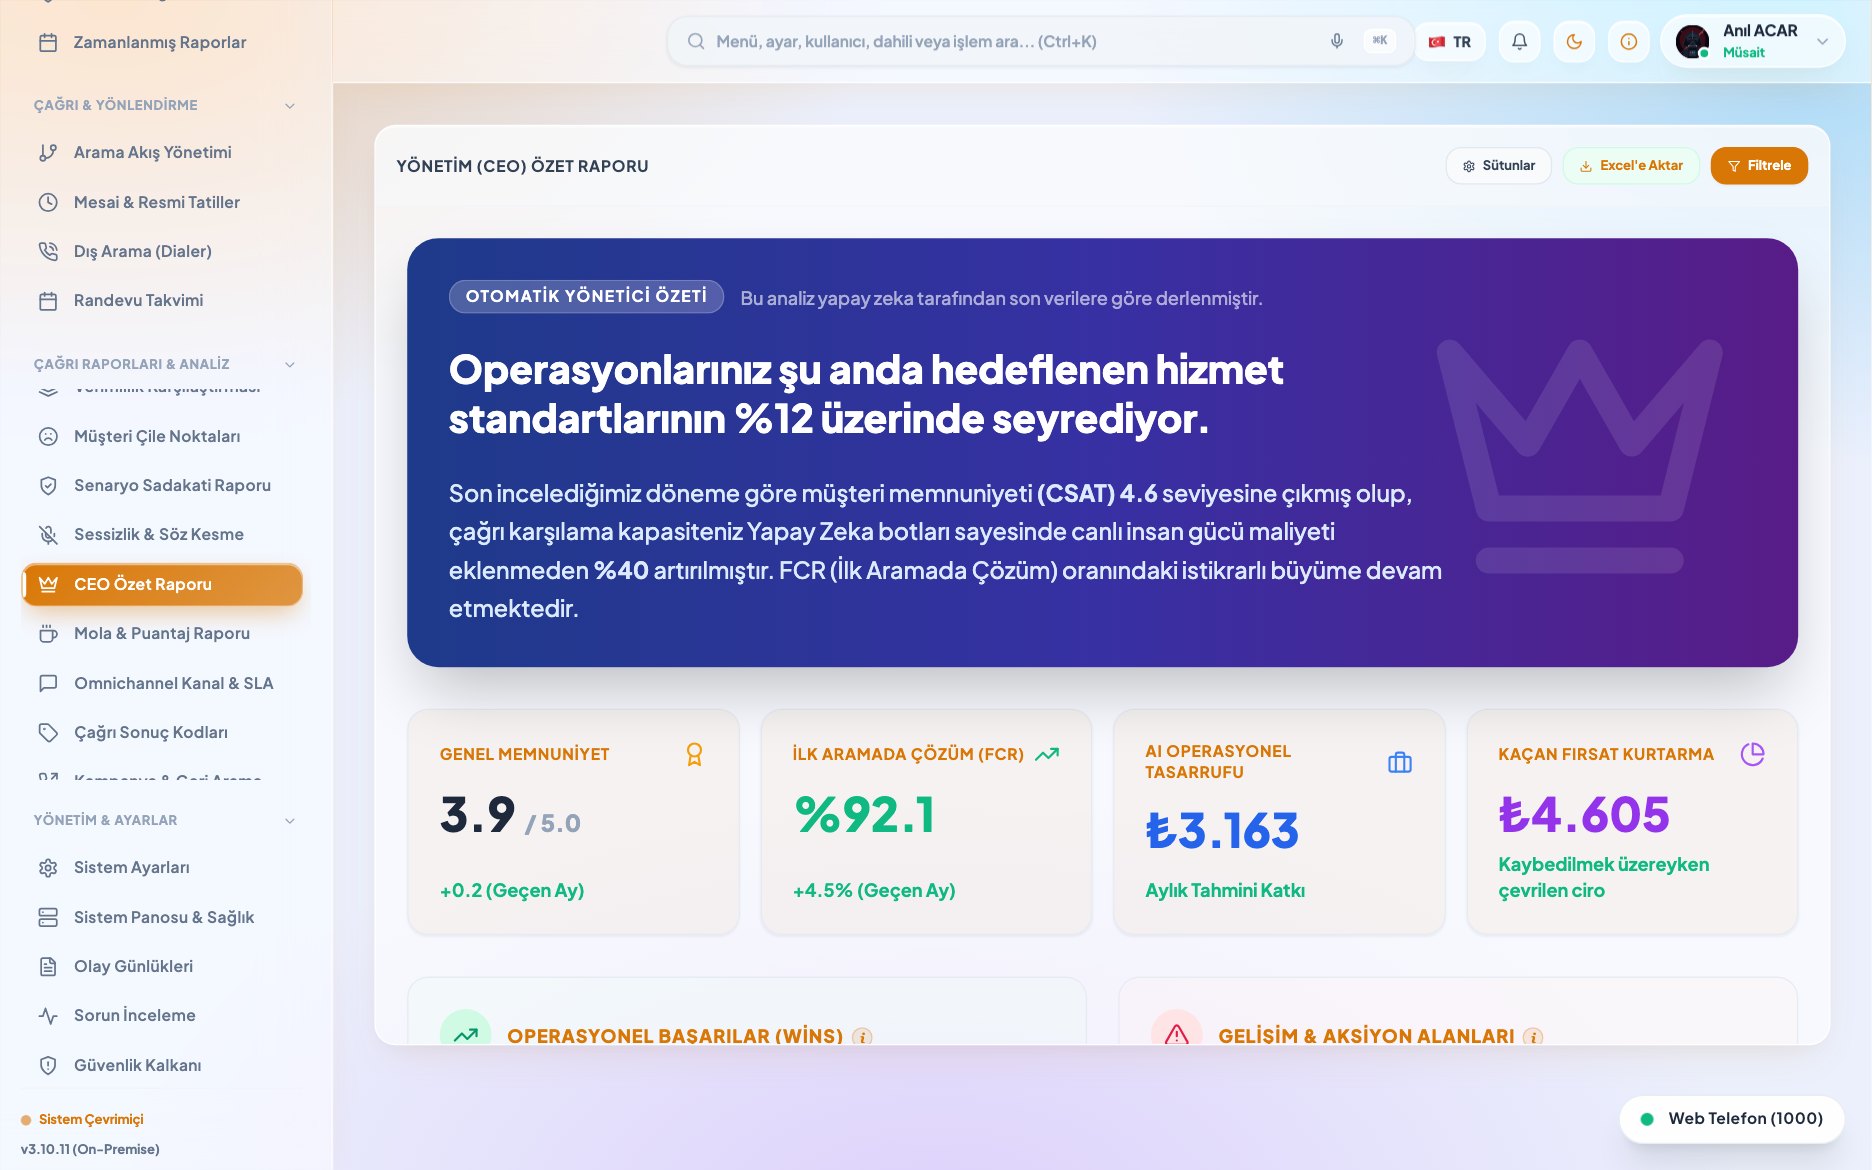 Zamanlanmış Raporlar
ÇAĞRI & YÖNLENDİRME
Arama Akış Yönetimi
Mesai & Resmi Tatiller
Dış Arama (Dialer)
Randevu Takvimi
ÇAĞRI RAPORLARI & ANALİZ
Verimlilik Karşılaştırması
Müşteri Çile Noktaları
Senaryo Sadakati Raporu
Sessizlik & Söz Kesme
CEO Özet Raporu
Mola & Puantaj Raporu
Omnichannel Kanal & SLA
Çağrı Sonuç Kodları
Kampanya & Geri Arama
YÖNETİM & AYARLAR
Sistem Ayarları
Sistem Panosu & Sağlık
Olay Günlükleri
Sorun İnceleme
Güvenlik Kalkanı
Sistem Çevrimiçi
v3.10.11 (On-Premise)
Menü, ayar, kullanıcı, dahili veya işlem ara... (Ctrl+K)
⌘K
TR
Anıl ACAR
Müsait
YÖNETİM (CEO) ÖZET RAPORU
Sütunlar
Excel'e Aktar
Filtrele
OTOMATİK YÖNETİCİ ÖZETİ
Bu analiz yapay zeka tarafından son verilere göre derlenmiştir.
Operasyonlarınız şu anda hedeflenen hizmet
standartlarının %12 üzerinde seyrediyor.
Son incelediğimiz döneme göre müşteri memnuniyeti (CSAT) 4.6 seviyesine çıkmış olup,
çağrı karşılama kapasiteniz Yapay Zeka botları sayesinde canlı insan gücü maliyeti
eklenmeden %40 artırılmıştır. FCR (İlk Aramada Çözüm) oranındaki istikrarlı büyüme devam
etmektedir.
GENEL MEMNUNİYET
3.9 / 5.0
+0.2 (Geçen Ay)
İLK ARAMADA ÇÖZÜM (FCR)
%92.1
+4.5% (Geçen Ay)
AI OPERASYONEL
TASARRUFU
₺3.163
Aylık Tahmini Katkı
KAÇAN FIRSAT KURTARMA
₺4.605
Kaybedilmek üzereyken
çevrilen ciro
OPERASYONEL BAŞARILAR (WİNS)
GELİŞİM & AKSİYON ALANLARI
Web Telefon (1000)